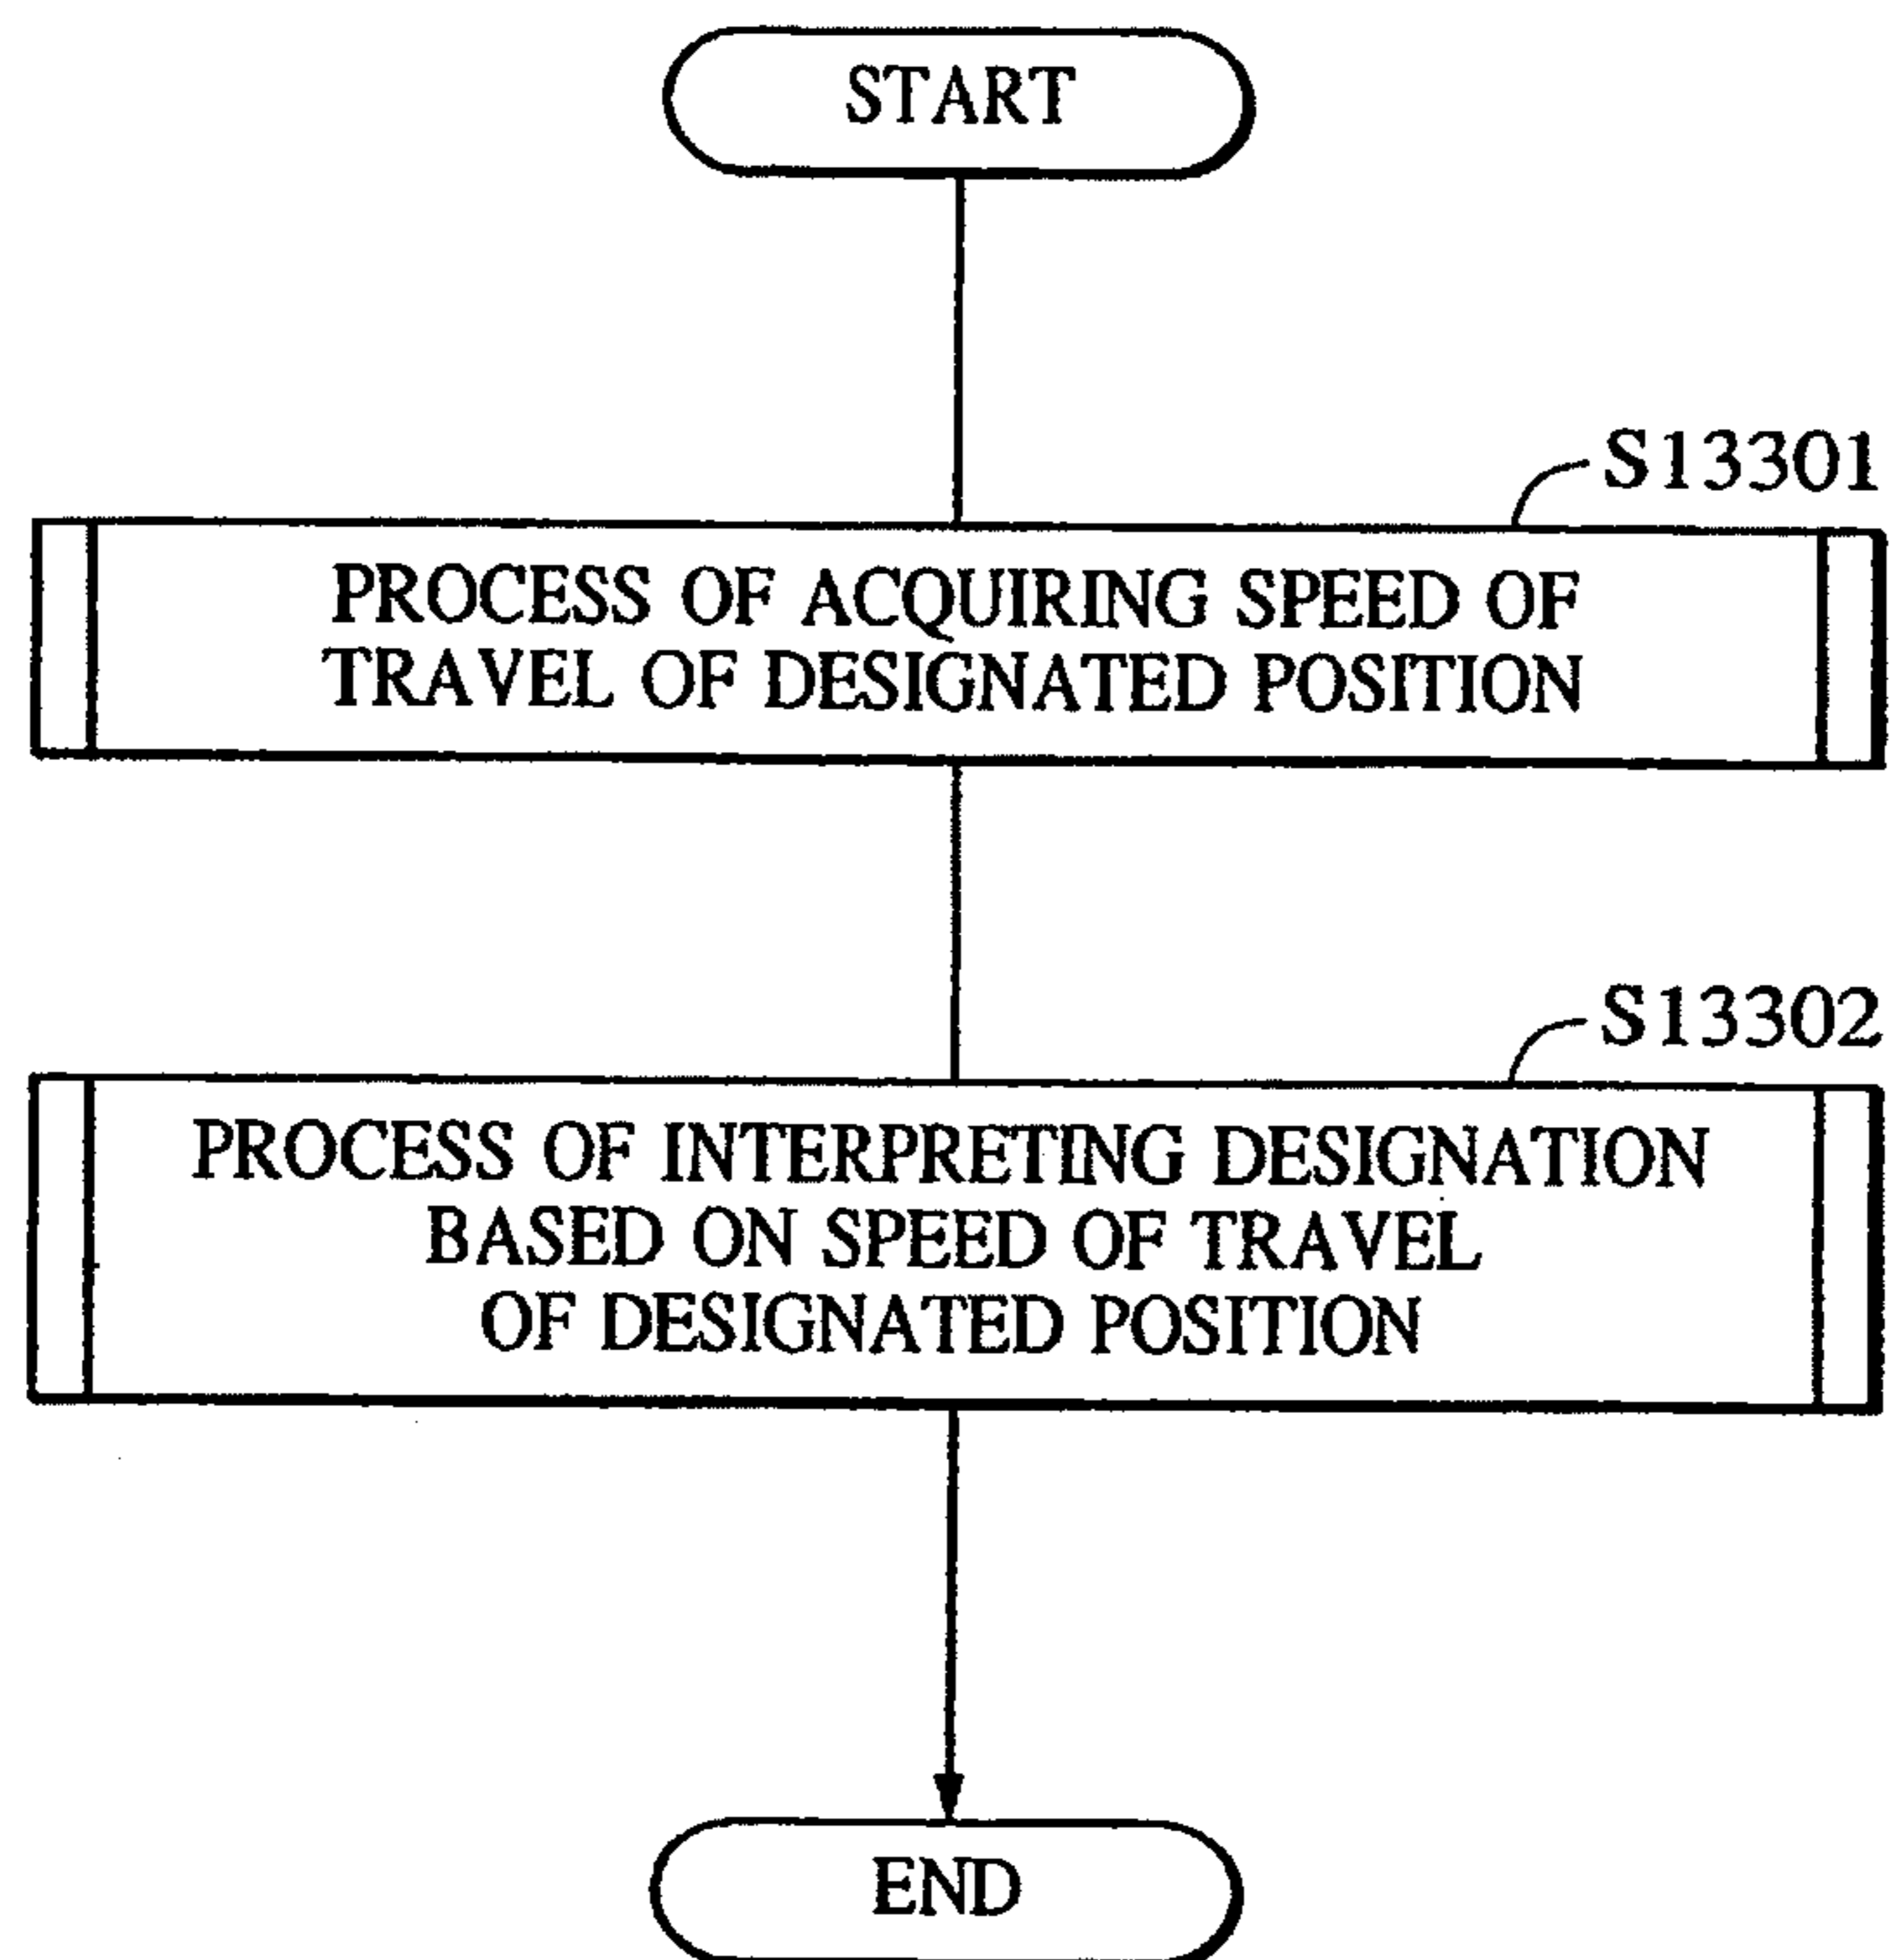 START
S13301
PROCESS OF ACQUIRING SPEED OF
TRAVEL OF DESIGNATED POSITION
S13302
PROCESS OF INTERPRETING DESIGNATION
BASED ON SPEED OF TRAVEL
OF DESIGNATED POSITION
END